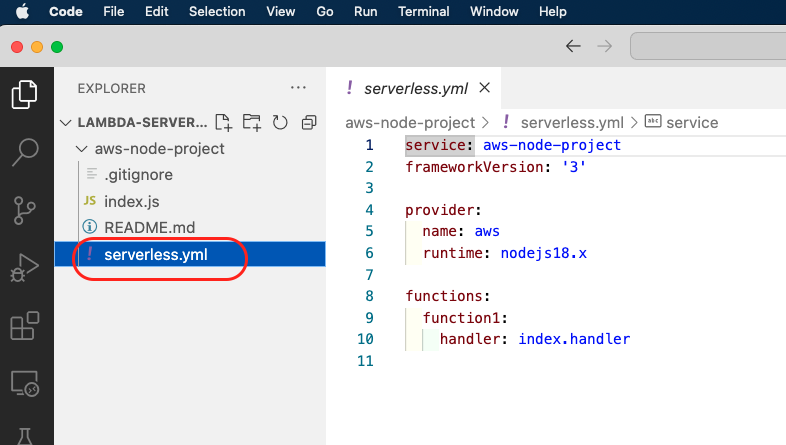 Code File Edit Selection View Go Run Terminal Window Help
EXPLORER ...
LAMBDA-SERVER...
aws-node-project
.gitignore
JS index.js
README.md
! serverless.yml
! serverless.yml
aws-node-project > ! serverless.yml > abc service
1 service: aws-node-project
2 frameworkVersion: '3'
3
4 provider:
5 name: aws
6 runtime: nodejs18.x
7
8 functions:
9 function1:
10 handler: index.handler
11